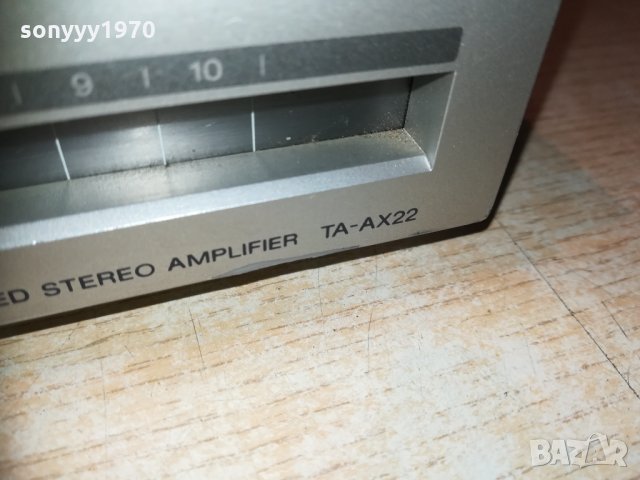 sonyyy1970
9 10
ED STEREO AMPLIFIER TA-AX22
BAZAR